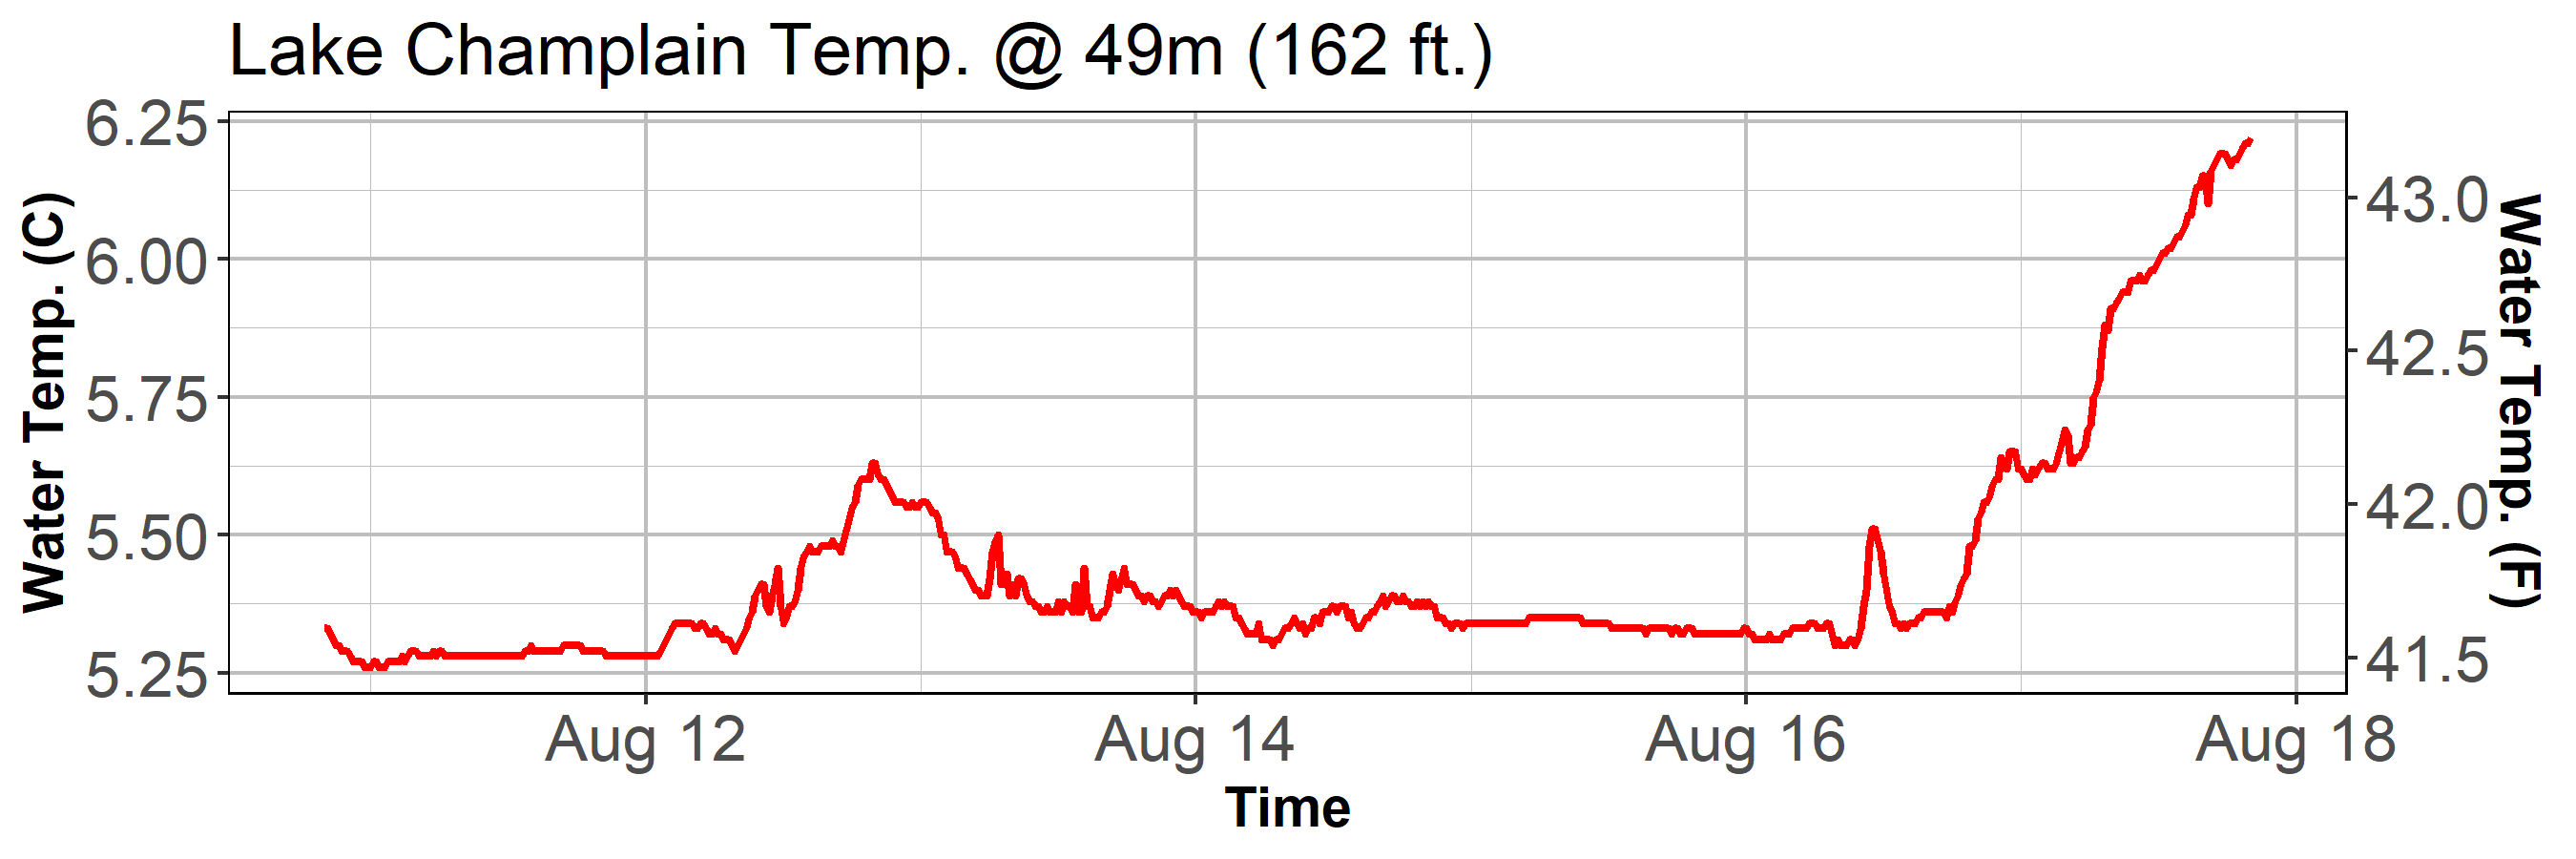 Lake Champlain Temp. @ 49m (162 ft.)
Water Temp. (C)
6.25
6.00
5.75
5.50
5.25
43.0
42.5
42.0
41.5
Water Temp. (F)
Aug 12 Aug 14 Aug 16 Aug 18
Time